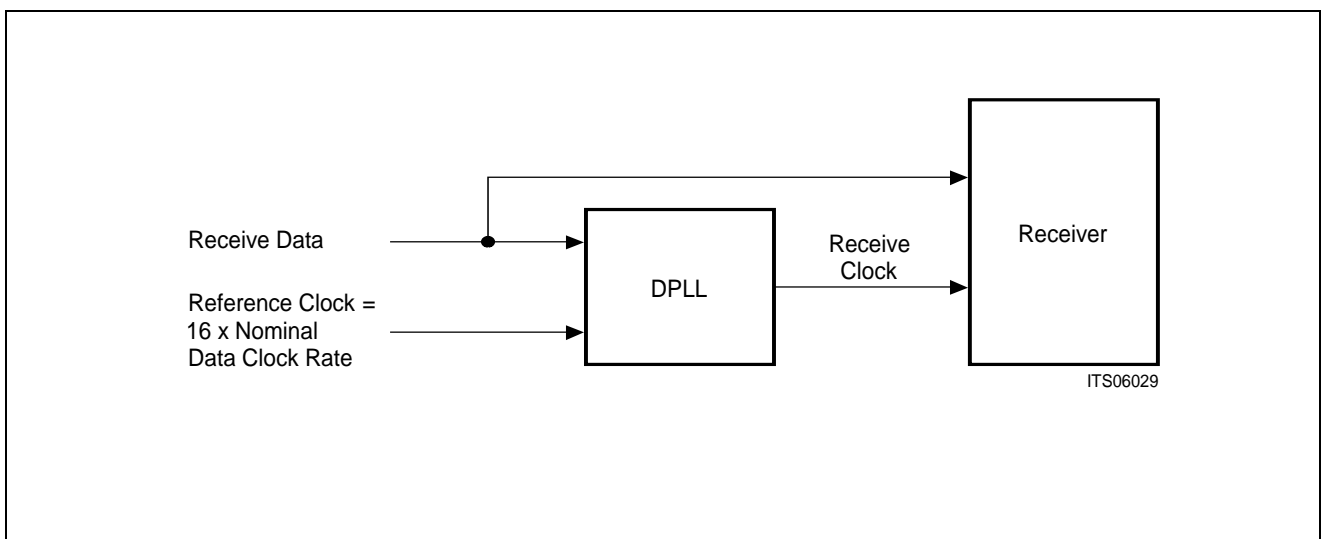 Receive Data
Reference Clock =
16 x Nominal
Data Clock Rate
DPLL
Receive
Clock
Receiver
ITS06029